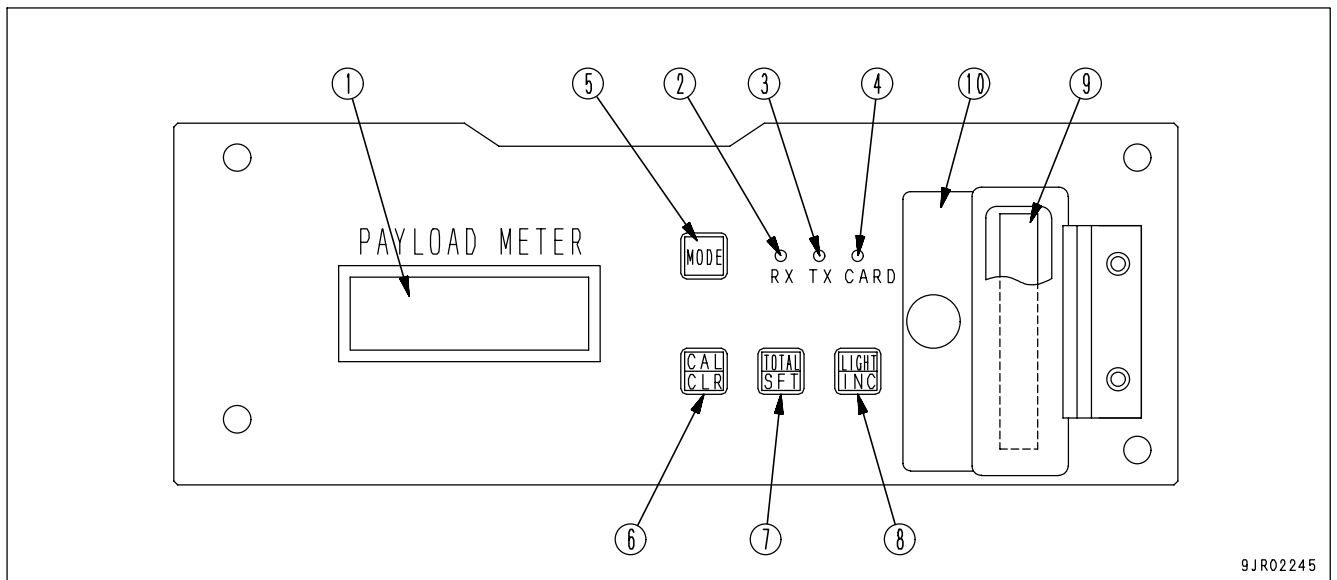 1 5 2 3 4 10 9
PAYLOAD METER
MODE
RX TX CARD
CAL
CLR
TOTAL
SFT
LIGHT
INC
6 7 8
9JR02245